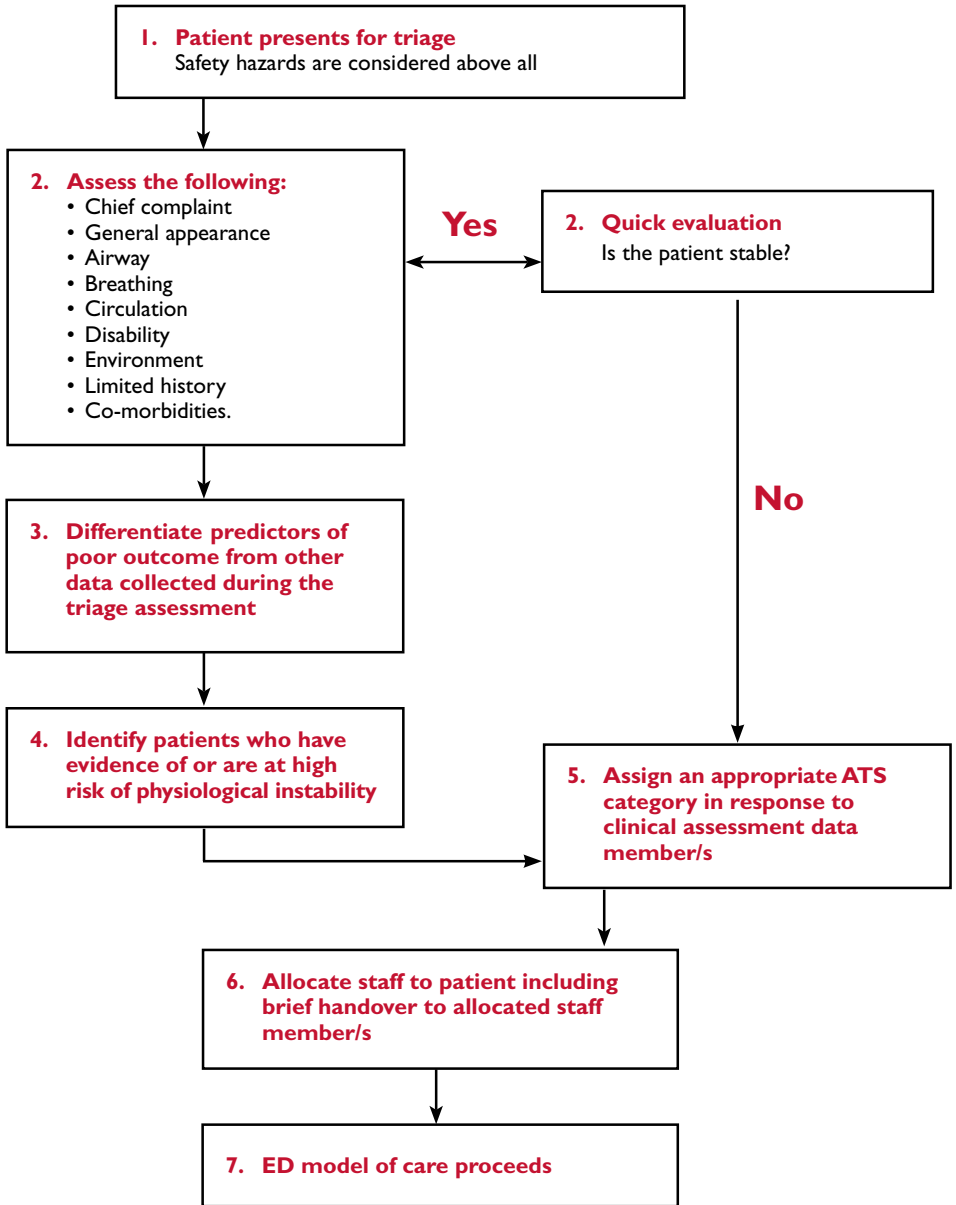 1. Patient presents for triage
Safety hazards are considered above all
2. Assess the following:
• Chief complaint
• General appearance
• Airway
• Breathing
• Circulation
• Disability
• Environment
• Limited history
• Co-morbidities.
Yes
2. Quick evaluation
Is the patient stable?
No
3. Differentiate predictors of
poor outcome from other
data collected during the
triage assessment
4. Identify patients who have
evidence of or are at high
risk of physiological instability
5. Assign an appropriate ATS
category in response to
clinical assessment data
member/s
6. Allocate staff to patient including
brief handover to allocated staff
member/s
7. ED model of care proceeds